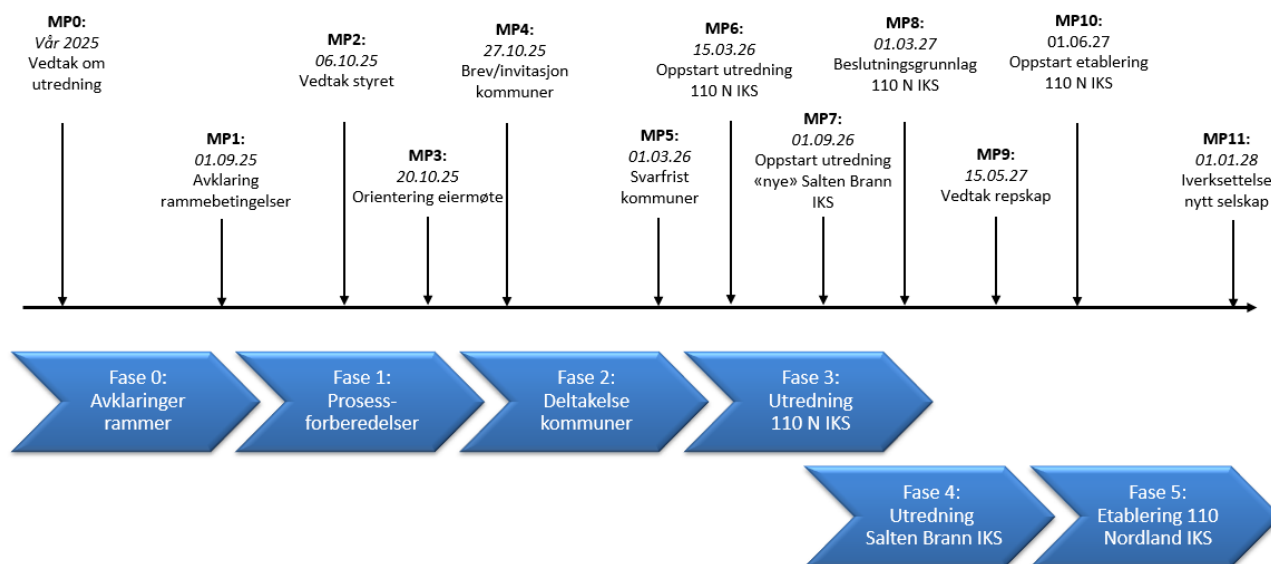 MP0:
Vår 2025
Vedtak om
utredning
MP1:
01.09.25
Avklaring
rammebetingelser
MP2:
06.10.25
Vedtak styret
MP3:
20.10.25
Orientering eiermøte
MP4:
27.10.25
Brev/invitasjon
kommuner
MP5:
01.03.26
Svarfrist
kommuner
MP6:
15.03.26
Oppstart utredning
110 N IKS
MP7:
01.09.26
Oppstart utredning
«nye» Salten Brann
IKS
MP8:
01.03.27
Beslutningsgrunnlag
110 N IKS
MP9:
15.05.27
Vedtak repskap
MP10:
01.06.27
Oppstart etablering
110 N IKS
MP11:
01.01.28
Iverksettelse
nytt selskap
Fase 0:
Avklaringer
rammer
Fase 1:
Prosess-
forberedelser
Fase 2:
Deltakelse
kommuner
Fase 3:
Utredning
110 N IKS
Fase 4:
Utredning
Salten Brann IKS
Fase 5:
Etablering 110
Nordland IKS